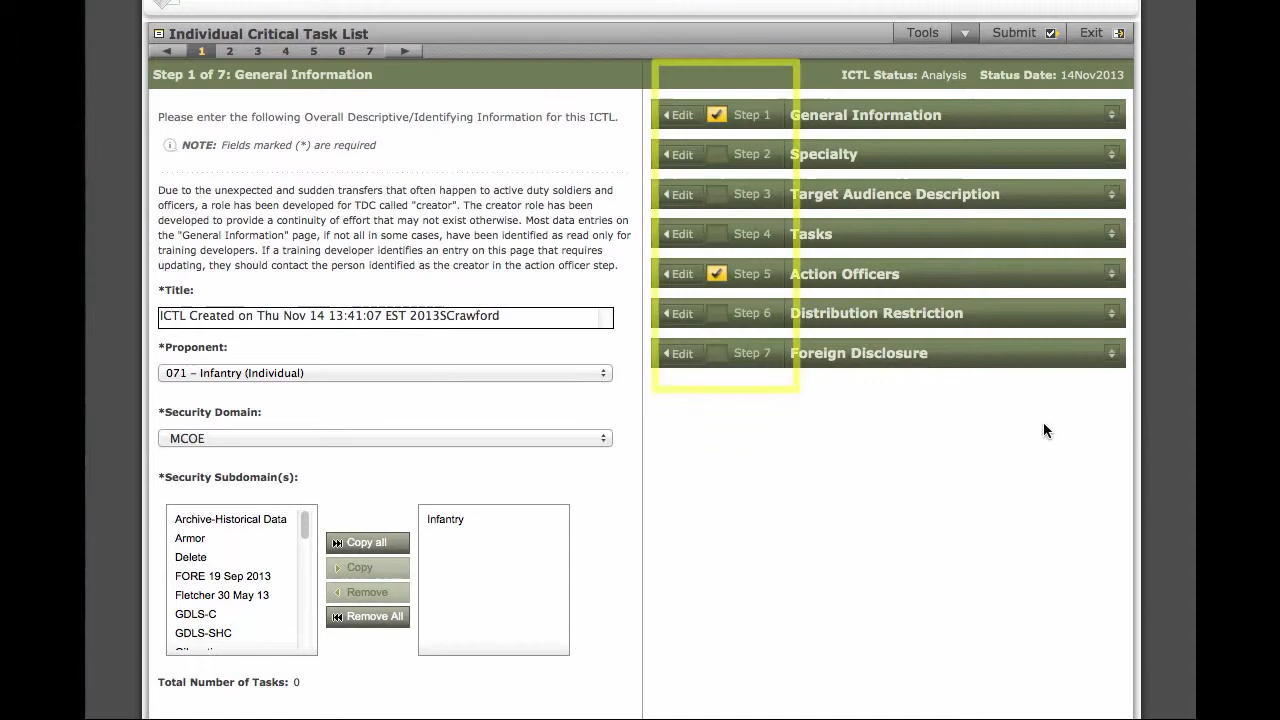 Individual Critical Task List
Tools Submit Exit
1 2 3 4 5 6 7
Step 1 of 7: General Information
ICTL Status: Analysis Status Date: 14Nov2013
Please enter the following Overall Descriptive/Identifying Information for this ICTL.
NOTE: Fields marked (*) are required
Due to the unexpected and sudden transfers that often happen to active duty soldiers and
officers, a role has been developed for TDC called "creator". The creator role has been
developed to provide a continuity of effort that may not exist otherwise. Most data entries on
the "General Information" page, if not all in some cases, have been identified as read only for
training developers. If a training developer identifies an entry on this page that requires
updating, they should contact the person identified as the creator in the action officer step.
*Title:
ICTL Created on Thu Nov 14 13:41:07 EST 2013SCrawford
*Proponent:
071 – Infantry (Individual)
*Security Domain:
MCOE
*Security Subdomain(s):
Archive-Historical Data
Armor
Delete
FORE 19 Sep 2013
Fletcher 30 May 13
GDLS-C
GDLS-SHC
Copy all
Copy
Remove
Remove All
Infantry
Total Number of Tasks: 0
Edit Step 1 General Information
Edit Step 2 Specialty
Edit Step 3 Target Audience Description
Edit Step 4 Tasks
Edit Step 5 Action Officers
Edit Step 6 Distribution Restriction
Edit Step 7 Foreign Disclosure